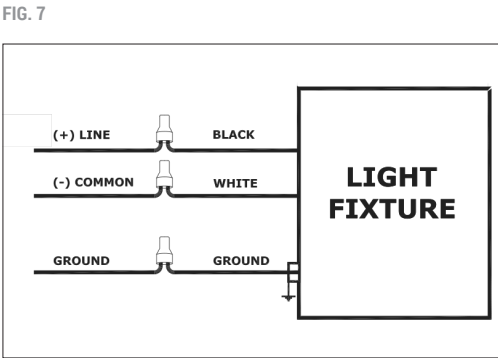 FIG. 7
(+) LINE BLACK
(-) COMMON WHITE
LIGHT
FIXTURE
GROUND GROUND